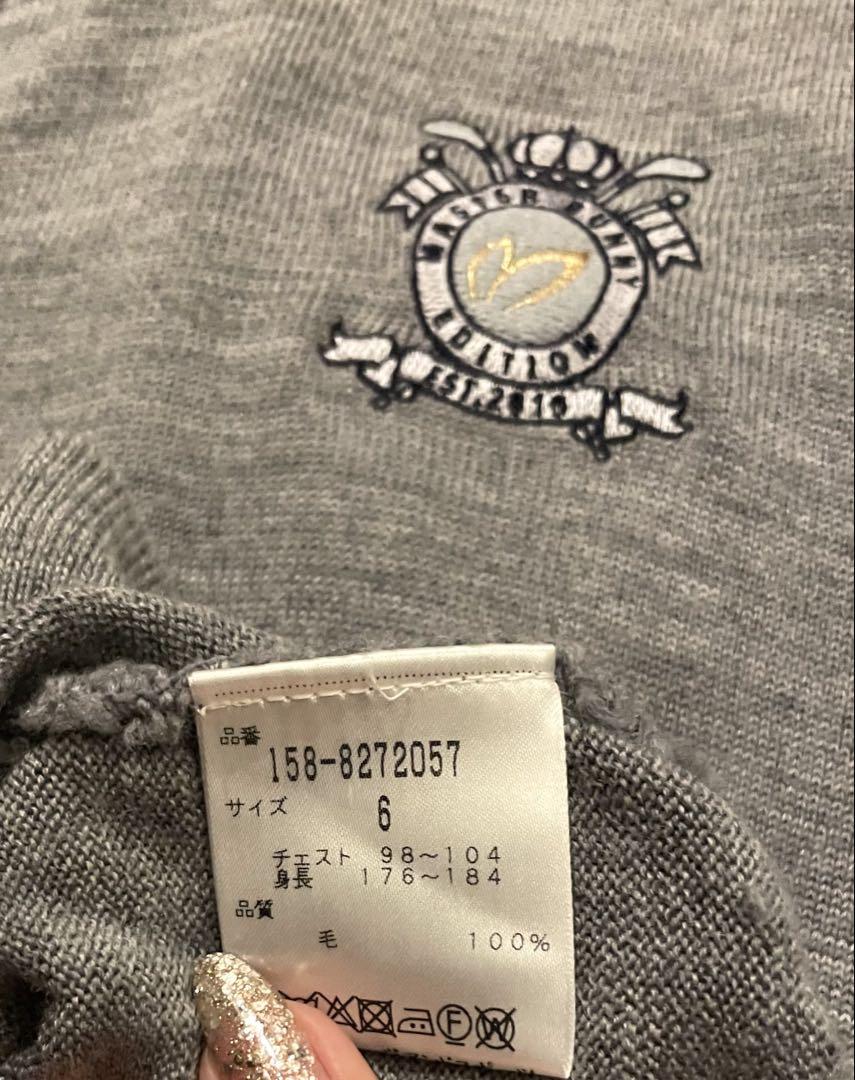 MASTER BUNNY
EDITION
EST. 2010
品番
158-8272057
サイズ 6
チェスト 98～104
身長 176～184
品質
毛 100%